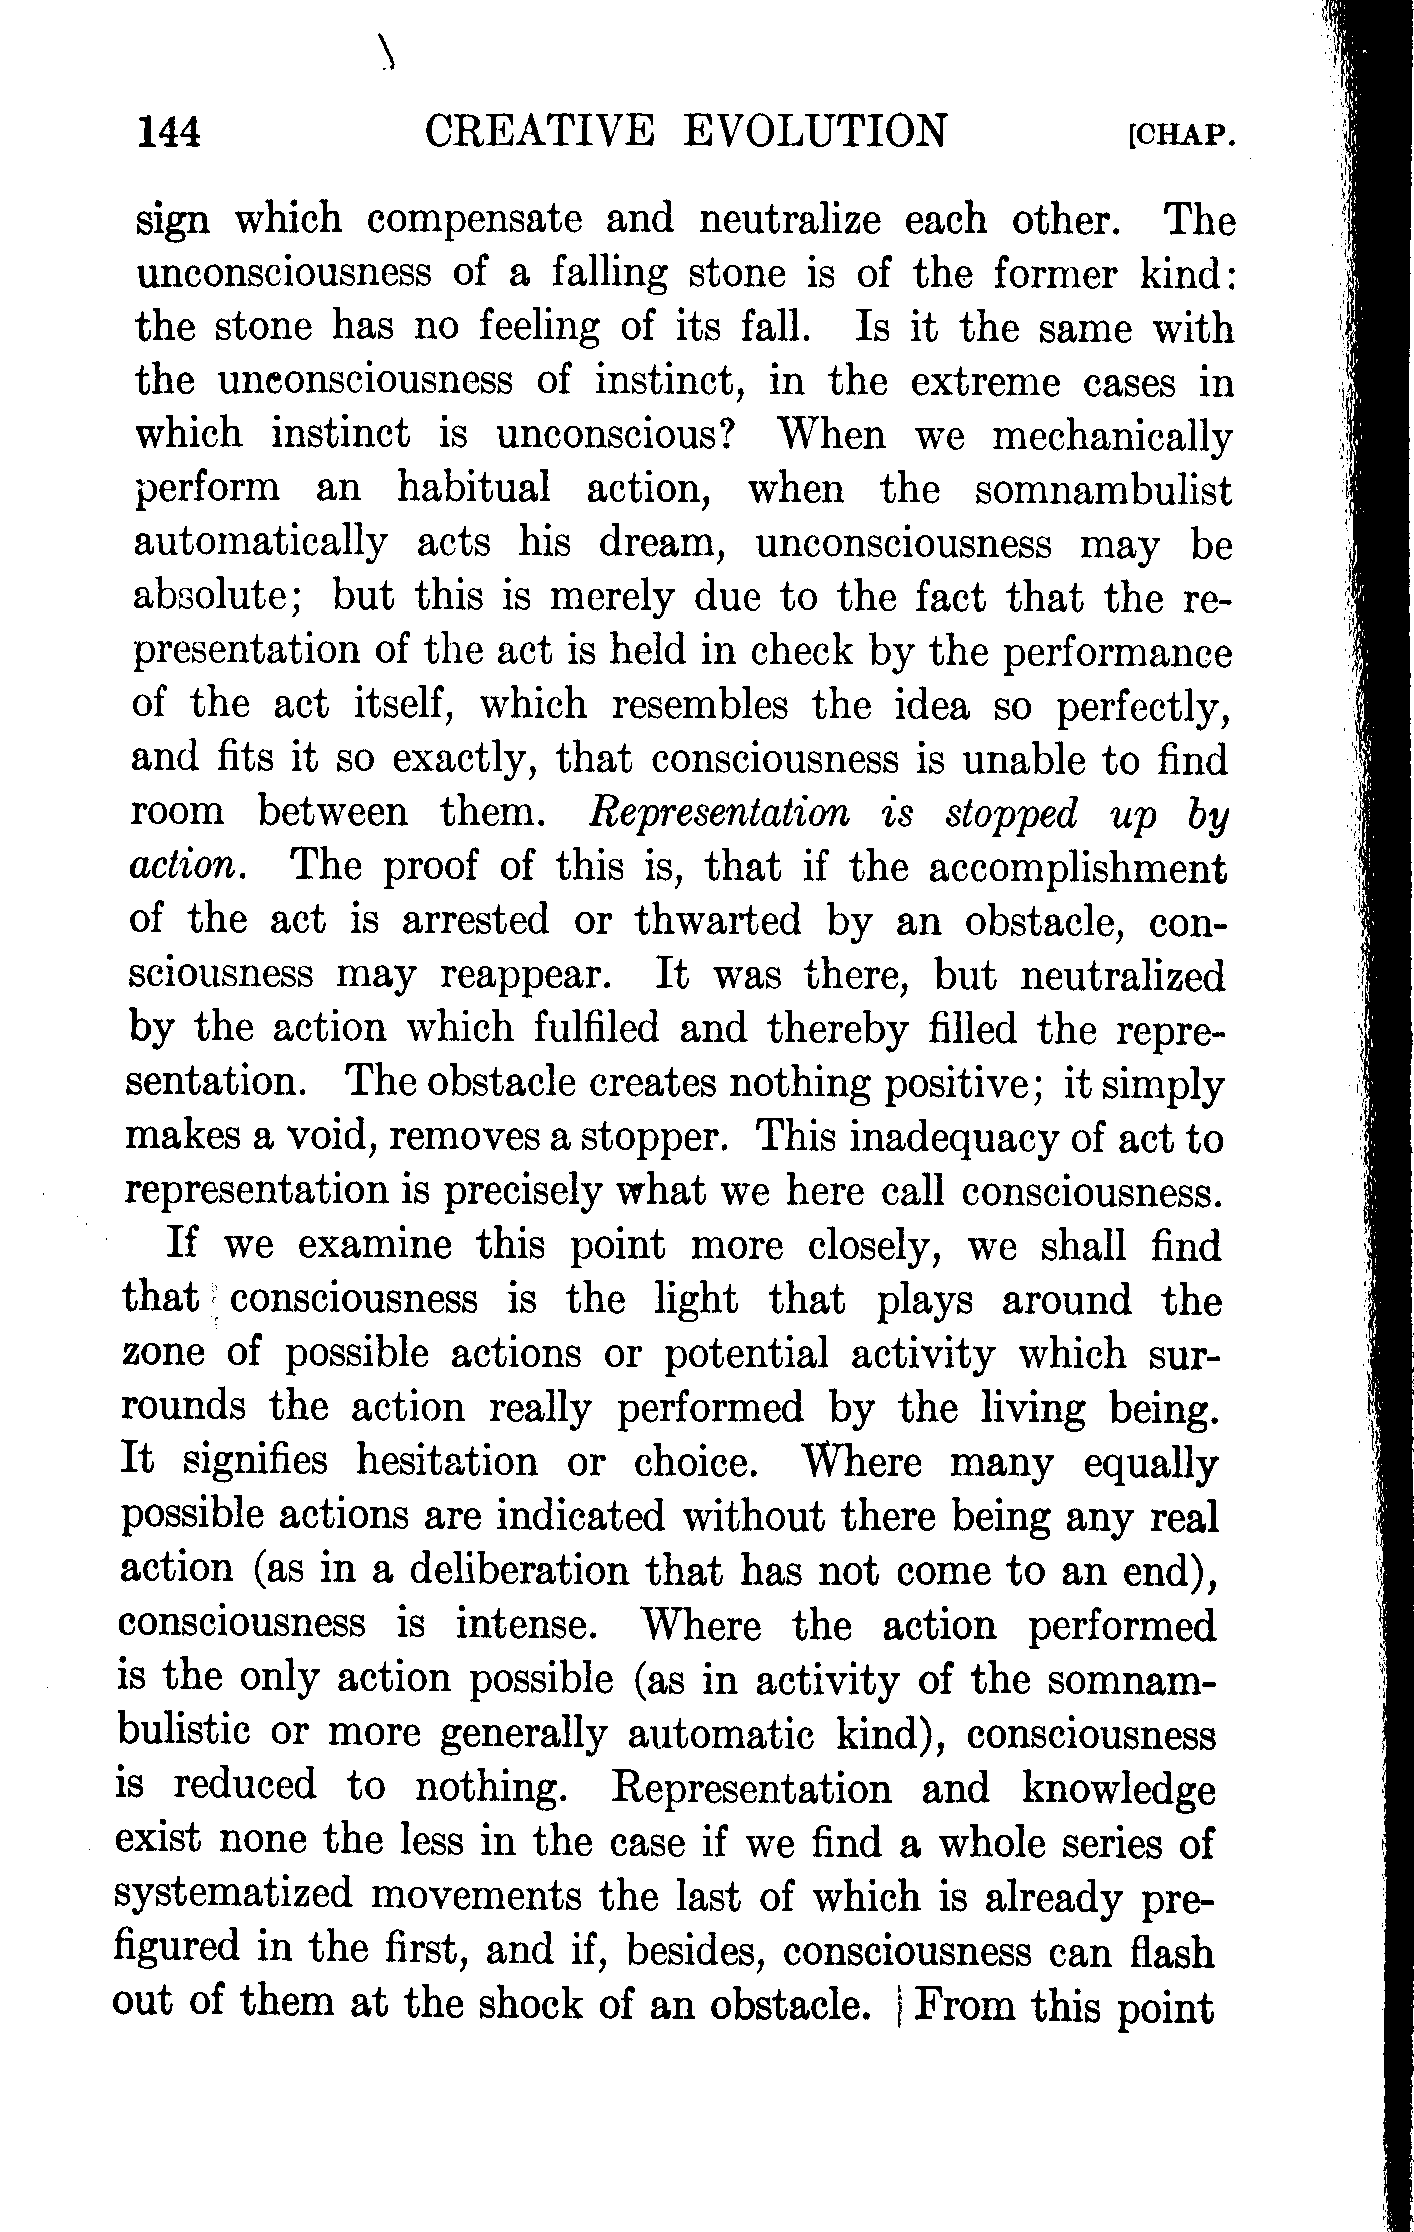 144 CREATIVE EVOLUTION [CHAP.
sign which compensate and neutralize each other. The
unconsciousness of a falling stone is of the former kind:
the stone has no feeling of its fall. Is it the same with
the unconsciousness of instinct, in the extreme cases in
which instinct is unconscious? When we mechanically
perform an habitual action, when the somnambulist
automatically acts his dream, unconsciousness may be
absolute; but this is merely due to the fact that the re-
presentation of the act is held in check by the performance
of the act itself, which resembles the idea so perfectly,
and fits it so exactly, that consciousness is unable to find
room between them. Representation is stopped up by
action. The proof of this is, that if the accomplishment
of the act is arrested or thwarted by an obstacle, con-
sciousness may reappear. It was there, but neutralized
by the action which fulfiled and thereby filled the repre-
sentation. The obstacle creates nothing positive; it simply
makes a void, removes a stopper. This inadequacy of act to
representation is precisely what we here call consciousness.
If we examine this point more closely, we shall find
that consciousness is the light that plays around the
zone of possible actions or potential activity which sur-
rounds the action really performed by the living being.
It signifies hesitation or choice. Where many equally
possible actions are indicated without there being any real
action (as in a deliberation that has not come to an end),
consciousness is intense. Where the action performed
is the only action possible (as in activity of the somnam-
bulistic or more generally automatic kind), consciousness
is reduced to nothing. Representation and knowledge
exist none the less in the case if we find a whole series of
systematized movements the last of which is already pre-
figured in the first, and if, besides, consciousness can flash
out of them at the shock of an obstacle. From this point